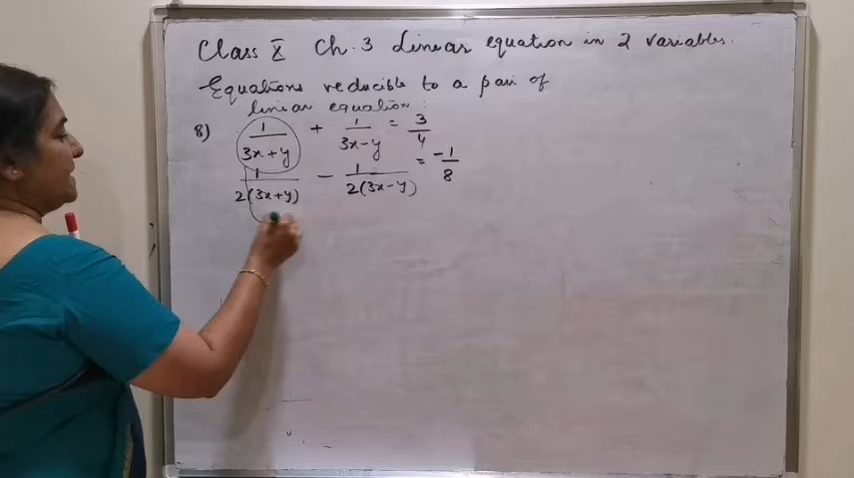 Class X Ch. 3 Linear equation in 2 variables.
Equations reducible to a pair of
linear equation :
8) 1/(3x+y) + 1/(3x-y) = 3/4
1/(2(3x+y)) - 1/(2(3x-y)) = -1/8